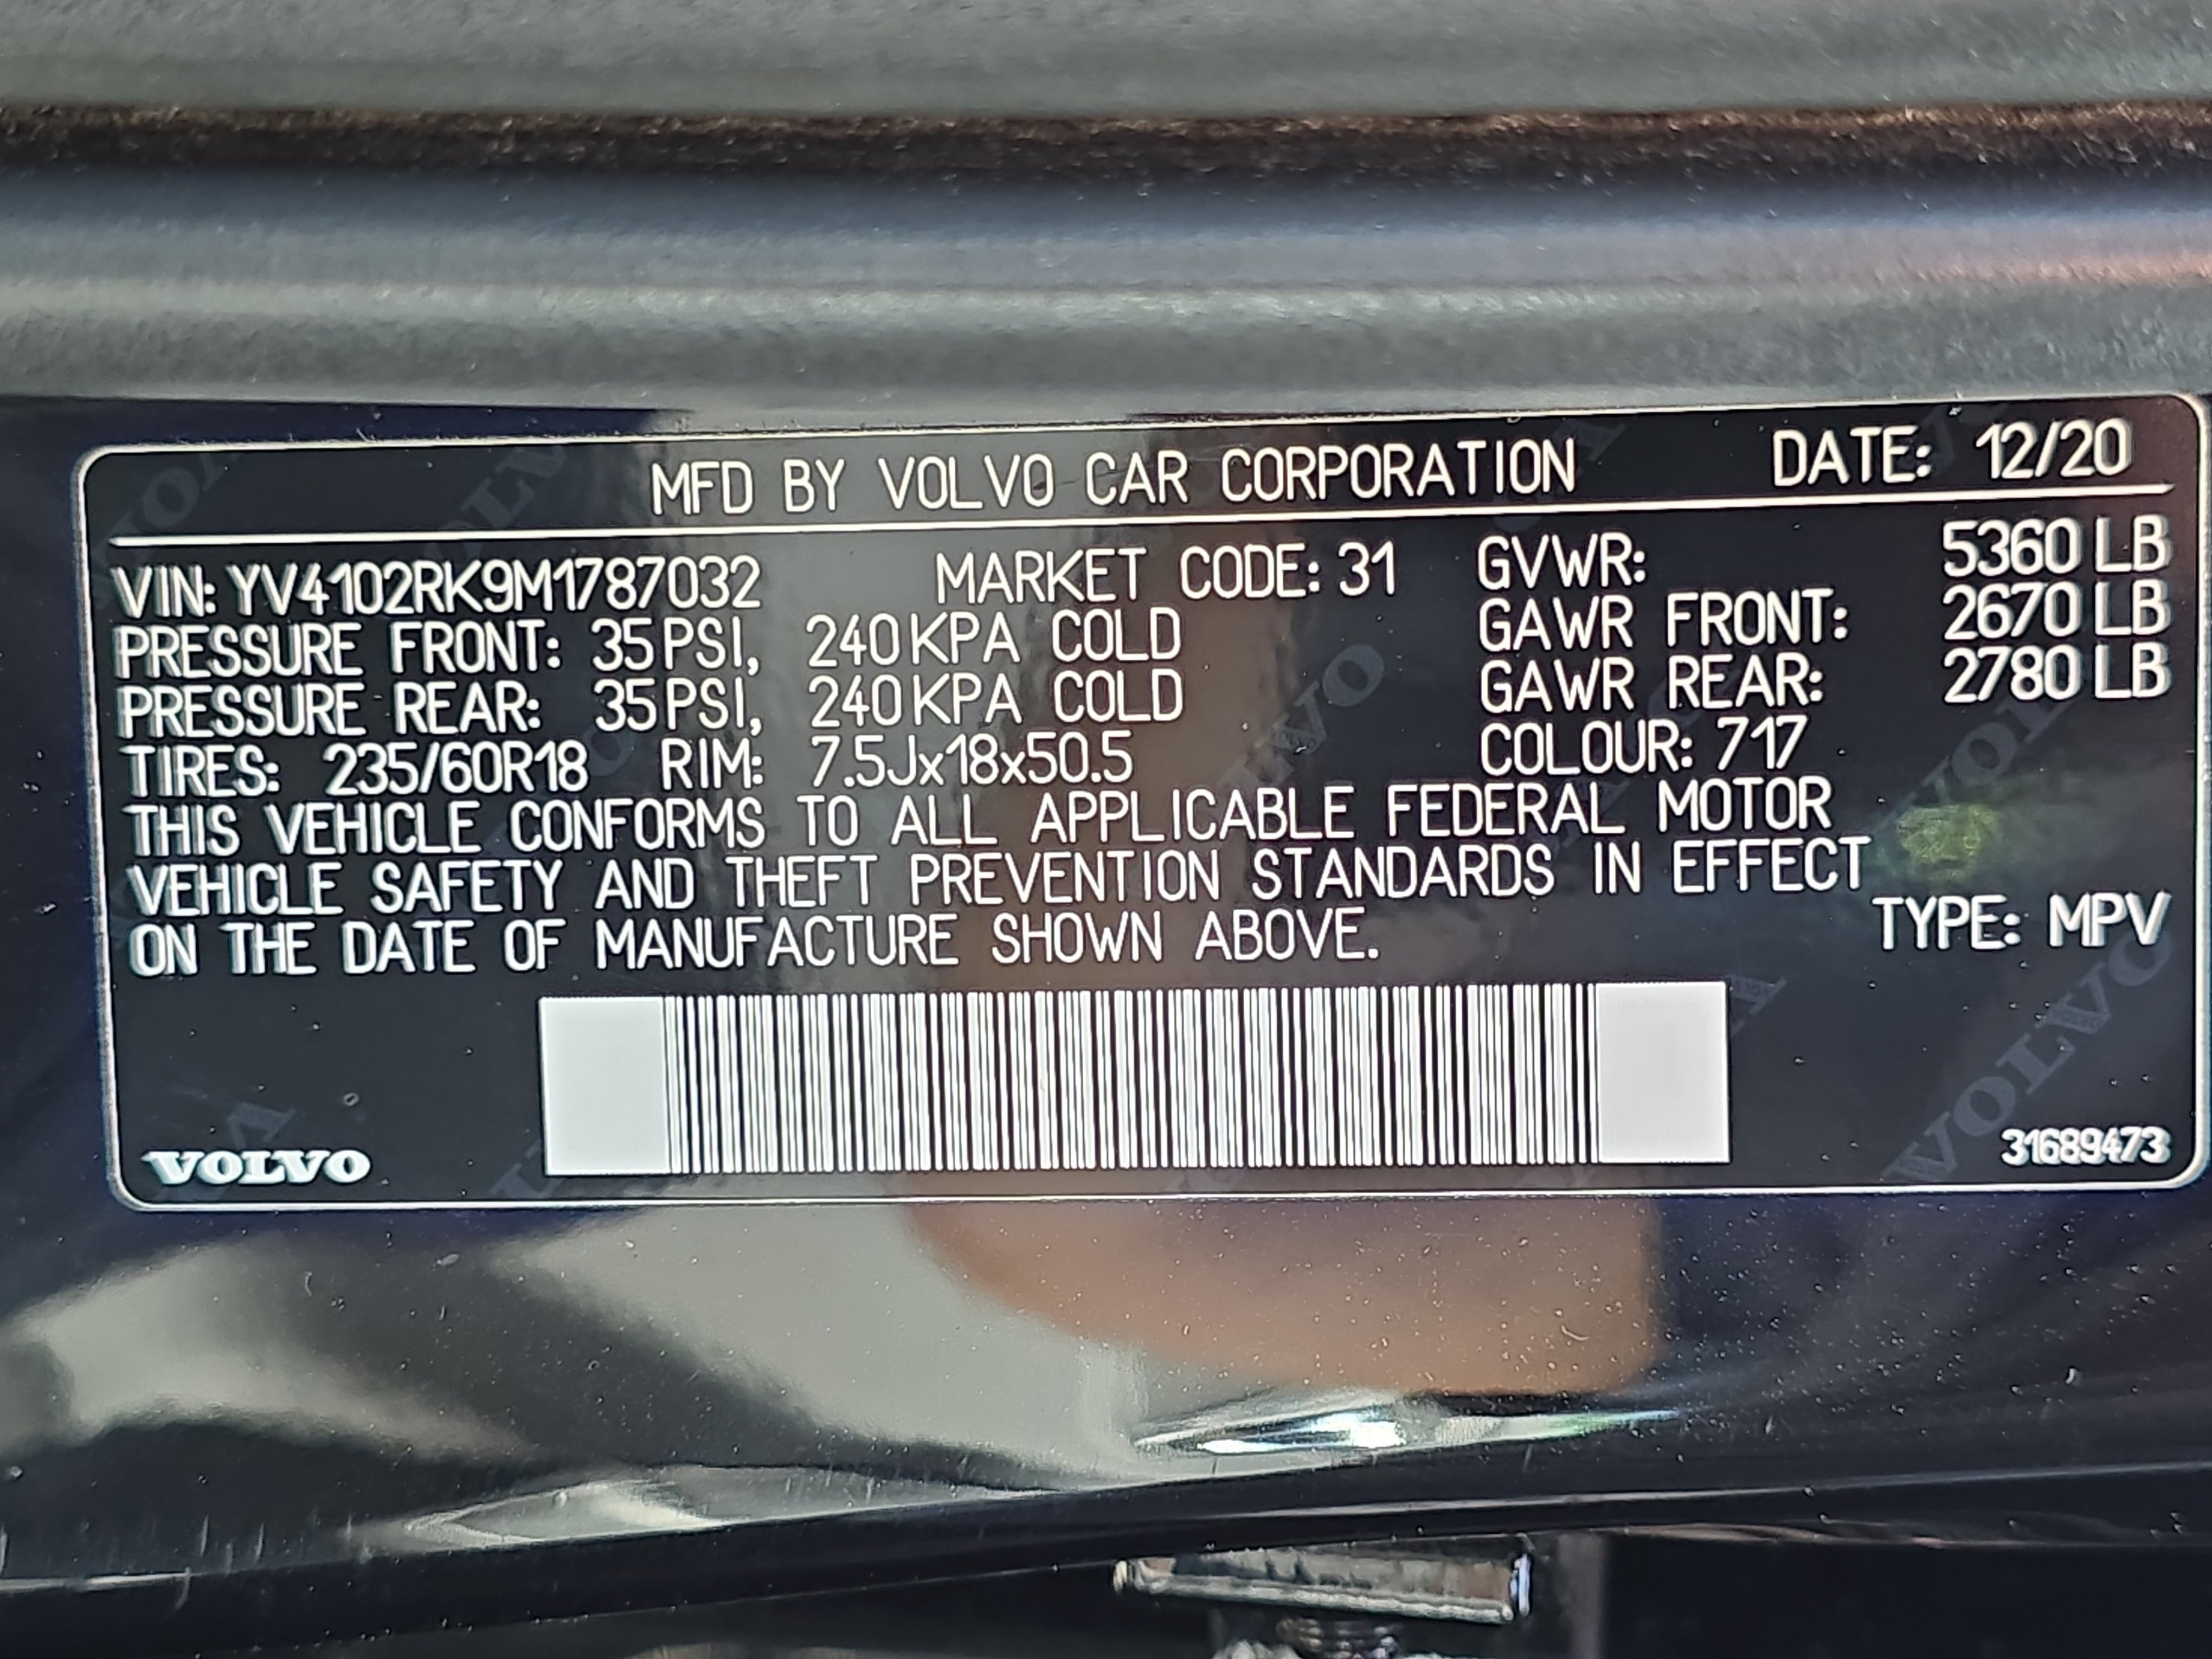 MFD BY VOLVO CAR CORPORATION DATE: 12/20
VIN: YV4102RK9M1787032 MARKET CODE: 31 GVWR: 5360 LB
PRESSURE FRONT: 35 PSI, 240 KPA COLD GAWR FRONT: 2670 LB
PRESSURE REAR: 35 PSI, 240 KPA COLD GAWR REAR: 2780 LB
TIRES: 235/60R18 RIM: 7.5Jx18x50.5 COLOUR: 717
THIS VEHICLE CONFORMS TO ALL APPLICABLE FEDERAL MOTOR
VEHICLE SAFETY AND THEFT PREVENTION STANDARDS IN EFFECT
ON THE DATE OF MANUFACTURE SHOWN ABOVE. TYPE: MPV
VOLVO 31689473